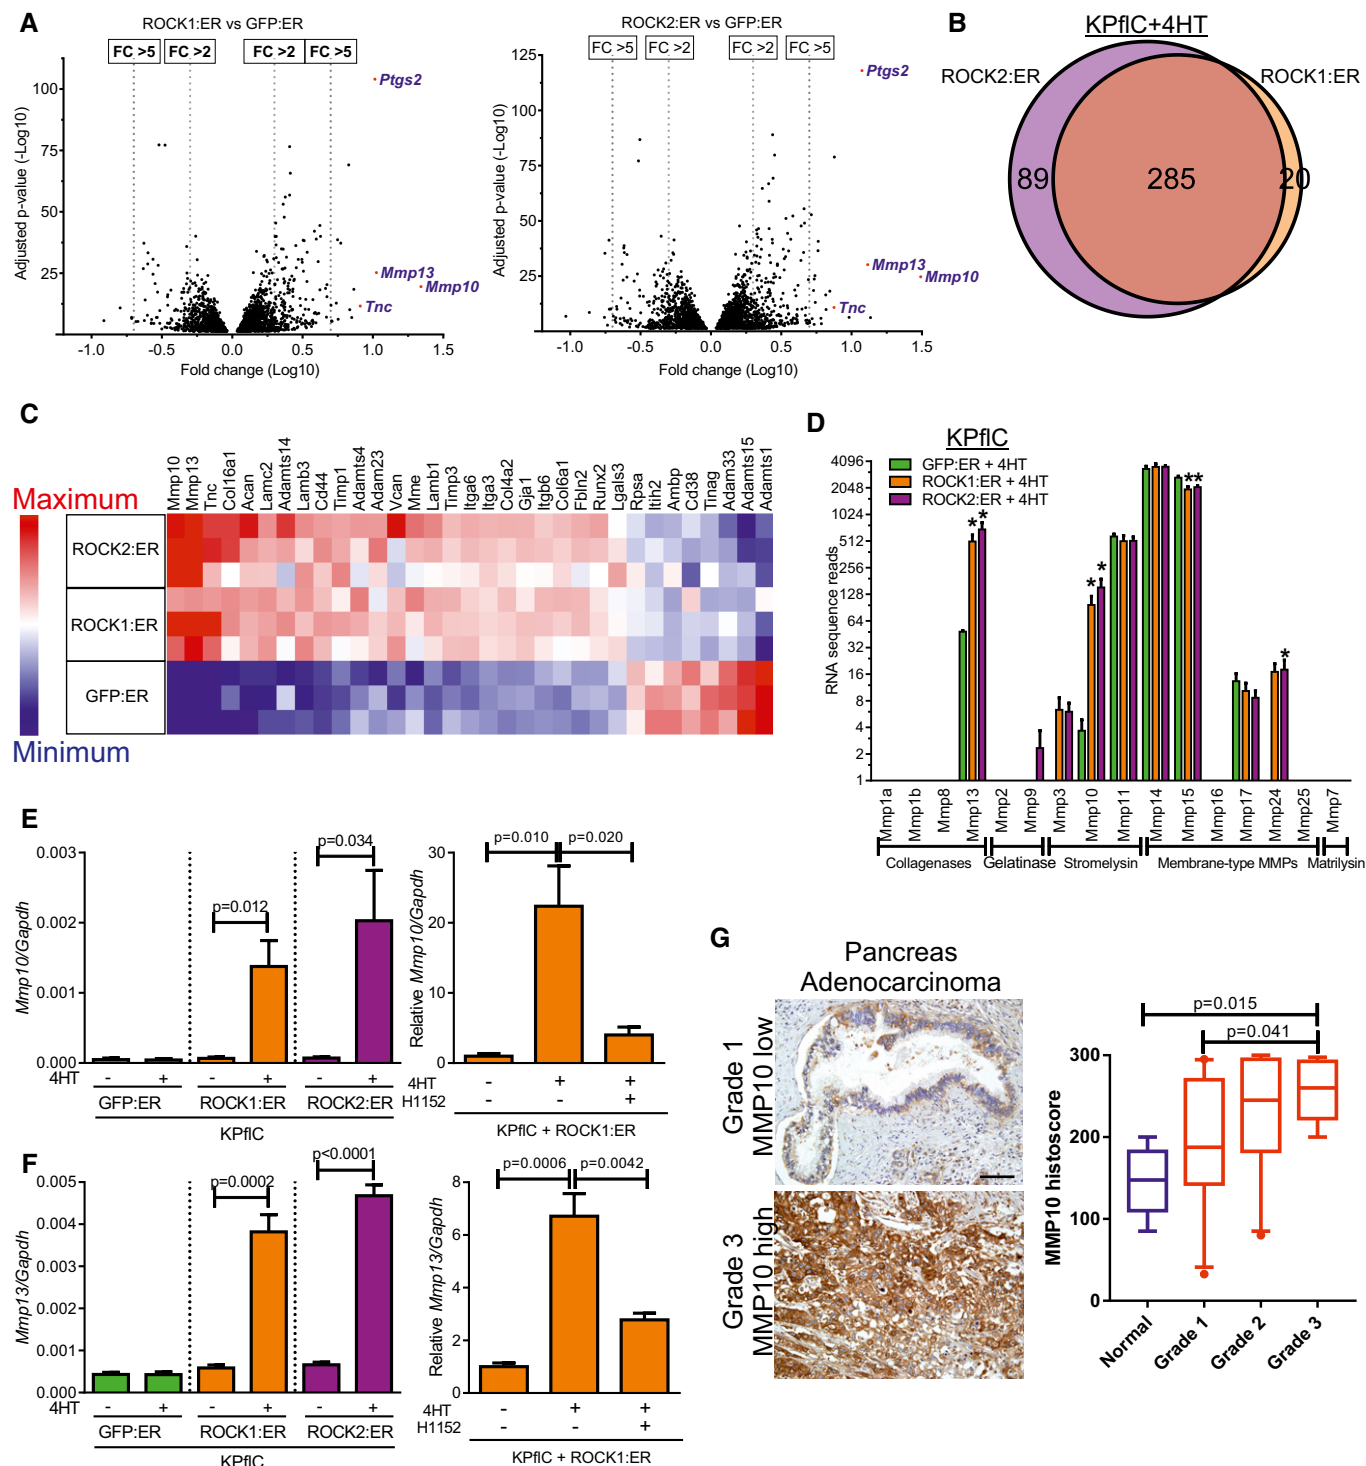 A
ROCK1:ER vs GFP:ER
FC >5
FC >2
FC >2
FC >5
Adjusted p-value (-Log10)
100
75
50
25
Ptgs2
Mmp13
Mmp10
Tnc
-1.0
-0.5
0.0
0.5
1.0
1.5
Fold change (Log10)
ROCK2:ER vs GFP:ER
FC >5
FC >2
FC >2
FC >5
Adjusted p-value (-Log10)
125
100
75
50
25
Ptgs2
Mmp13
Mmp10
Tnc
-1.0
-0.5
0.0
0.5
1.0
1.5
Fold change (Log10)
B
KPflC+4HT
ROCK2:ER
ROCK1:ER
89
285
20
C
Maximum
Minimum
Mmp10
Mmp13
Tnc
Col16a1
Acan
Lamc2
Adamts14
Lamb3
Cd44
Timp1
Adamts4
Adam23
Vcan
Mme
Lamb1
Timp3
Itga6
Itga3
Col4a2
Gja1
Itgb6
Col6a1
Fbln2
Runx2
Lgals3
Rpsa
Itih2
Ambp
Cd38
Tinag
Adam33
Adamts15
Adamts1
ROCK2:ER
ROCK1:ER
GFP:ER
D
KPflC
GFP:ER + 4HT
ROCK1:ER + 4HT
ROCK2:ER + 4HT
RNA sequence reads
4096
2048
1024
512
256
128
64
32
16
8
4
2
1
* *
* *
**
*
Mmp1a
Mmp1b
Mmp8
Mmp13
Mmp2
Mmp9
Mmp3
Mmp10
Mmp11
Mmp14
Mmp15
Mmp16
Mmp17
Mmp24
Mmp25
Mmp7
Collagenases
Gelatinase
Stromelysin
Membrane-type MMPs
Matrilysin
E
Mmp10/Gapdh
0.003
0.002
0.001
0.000
p=0.012
p=0.034
4HT - + - + - +
GFP:ER ROCK1:ER ROCK2:ER
KPflC
Relative Mmp10/Gapdh
30
20
10
0
p=0.010
p=0.020
4HT - + +
H1152 - - +
KPflC + ROCK1:ER
F
Mmp13/Gapdh
0.005
0.004
0.003
0.002
0.001
0.000
p=0.0002
p<0.0001
4HT - + - + - +
GFP:ER ROCK1:ER ROCK2:ER
KPflC
Relative Mmp13/Gapdh
8
6
4
2
0
p=0.0006
p=0.0042
4HT - + +
H1152 - - +
KPflC + ROCK1:ER
G
Pancreas
Adenocarcinoma
Grade 1
MMP10 low
Grade 3
MMP10 high
MMP10 histoscore
300
200
100
0
p=0.015
p=0.041
Normal
Grade 1
Grade 2
Grade 3